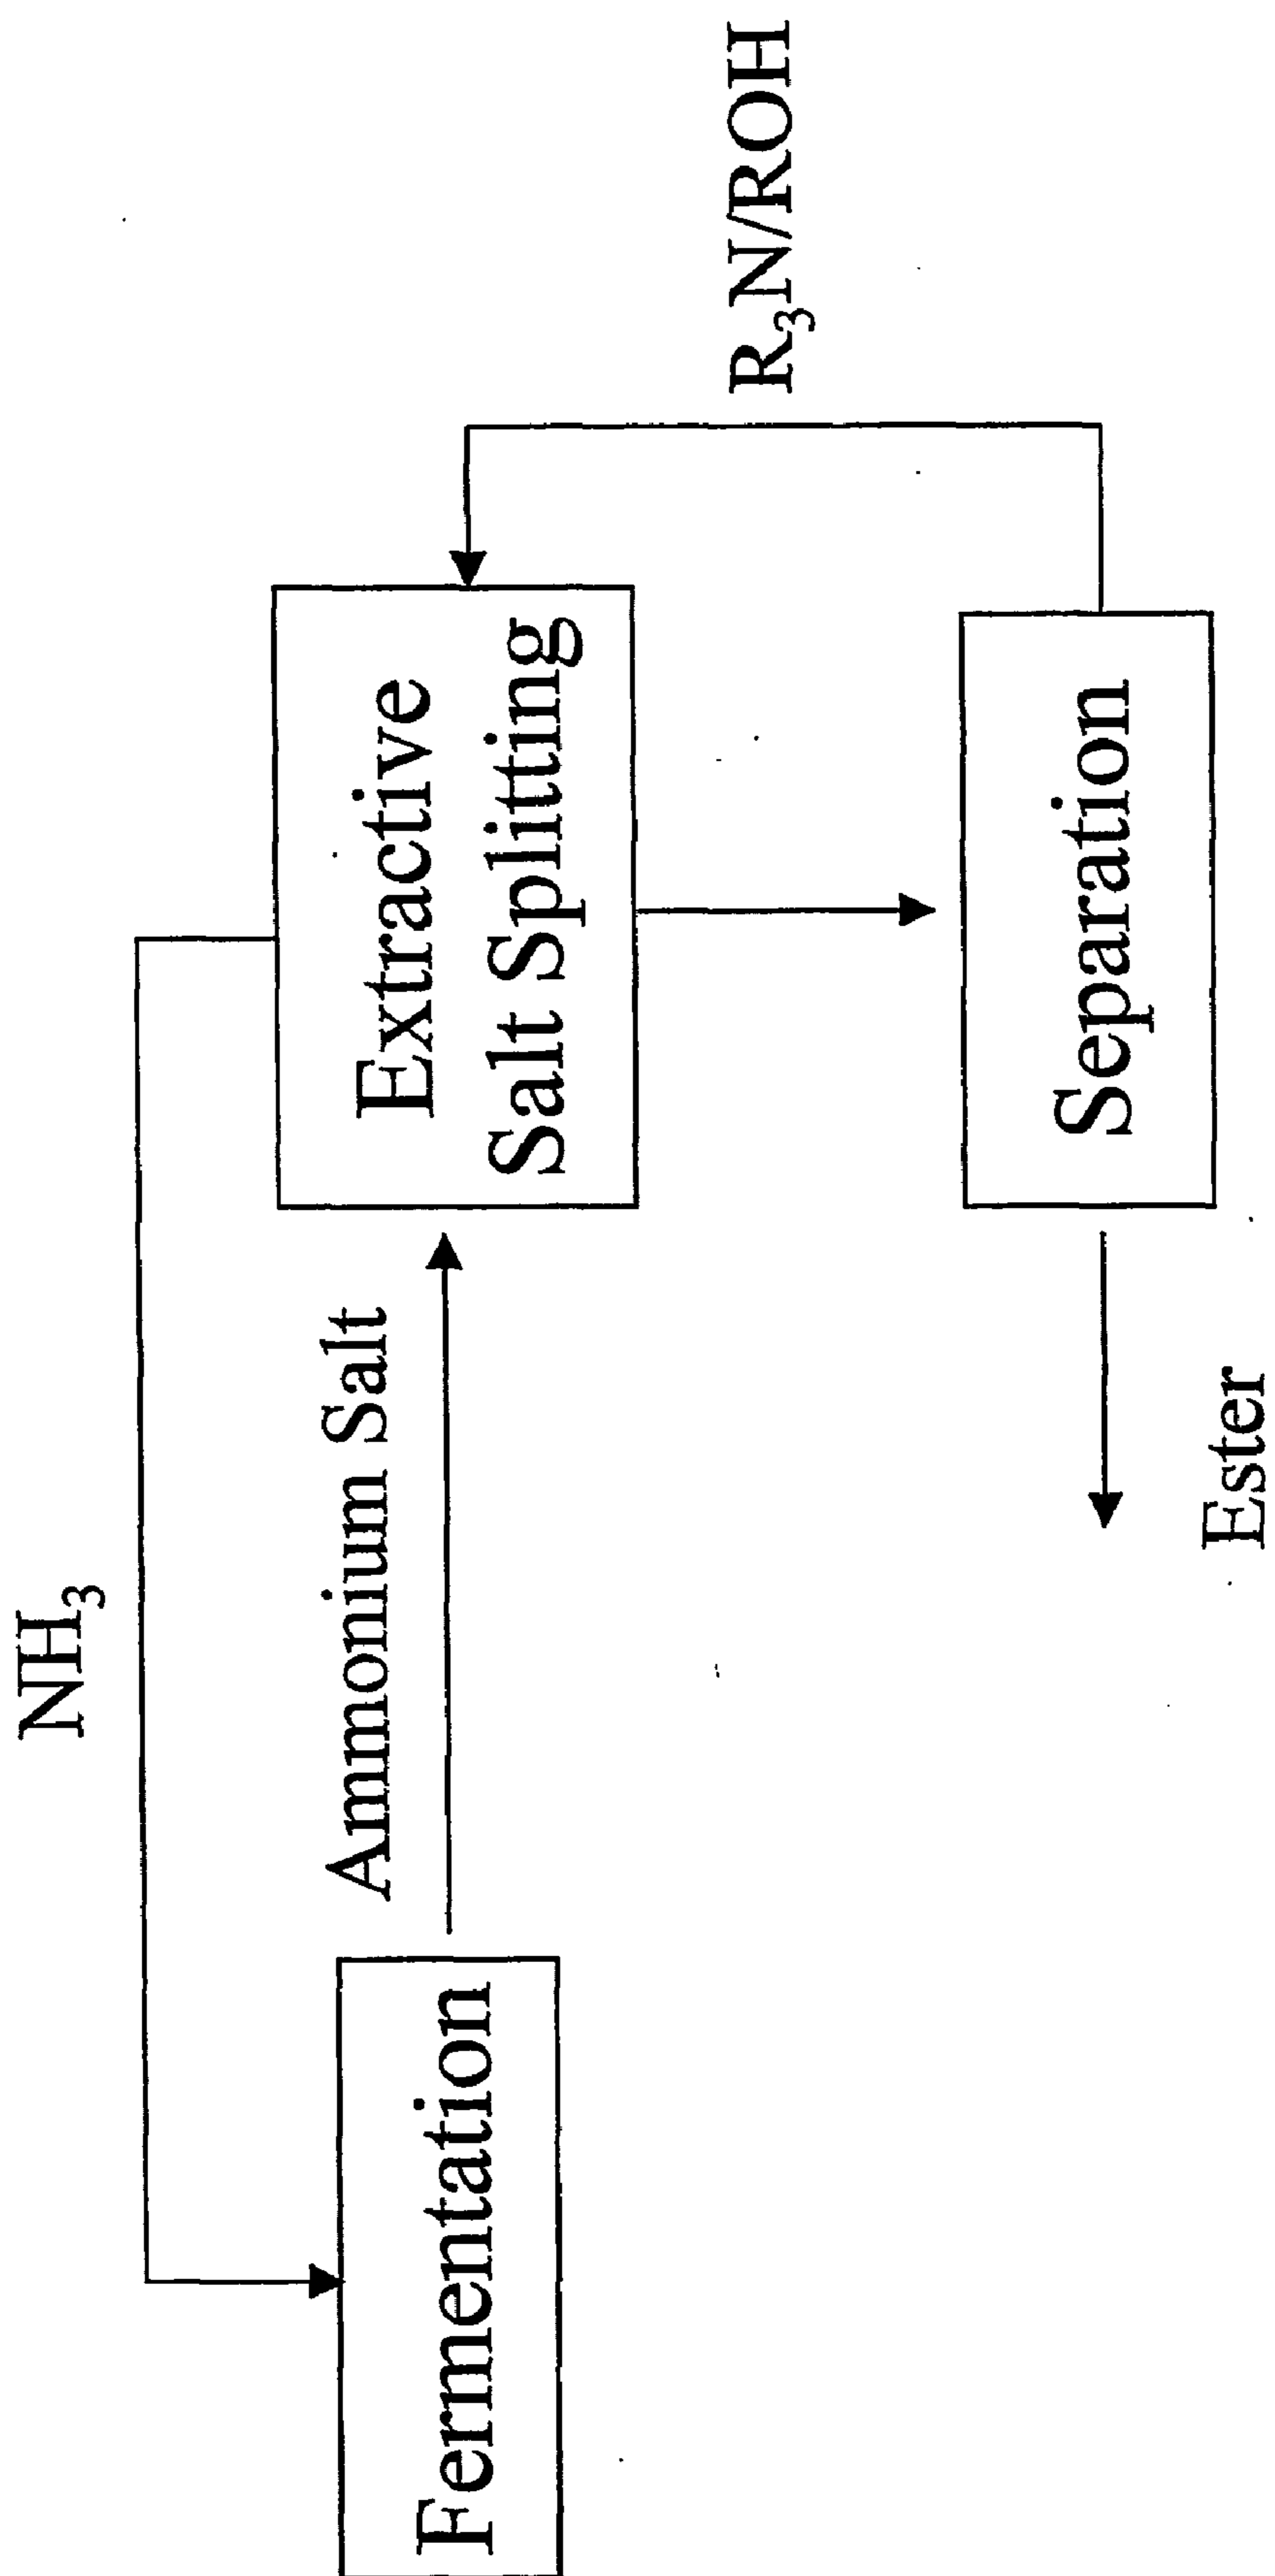 NH₃
Ammonium Salt
Fermentation
Extractive
Salt Splitting
R₃N/ROH
Separation
Ester